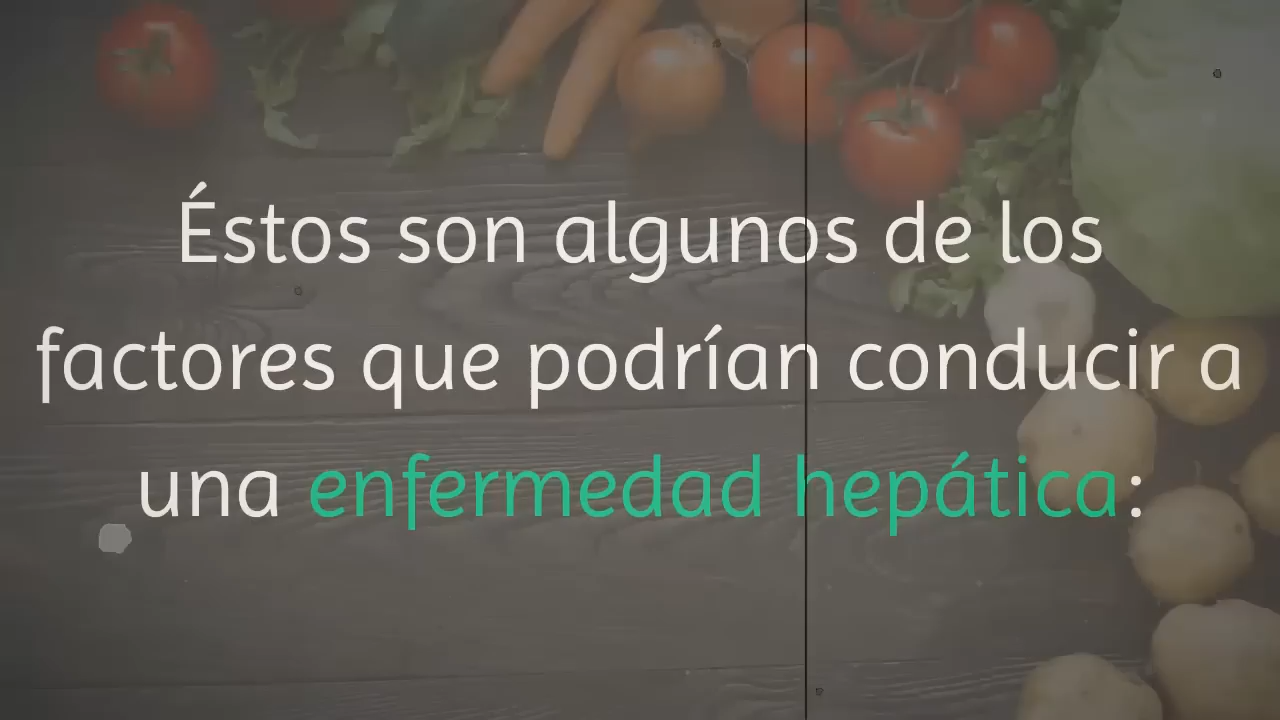 Éstos son algunos de los
factores que podrían conducir a
una enfermedad hepática: